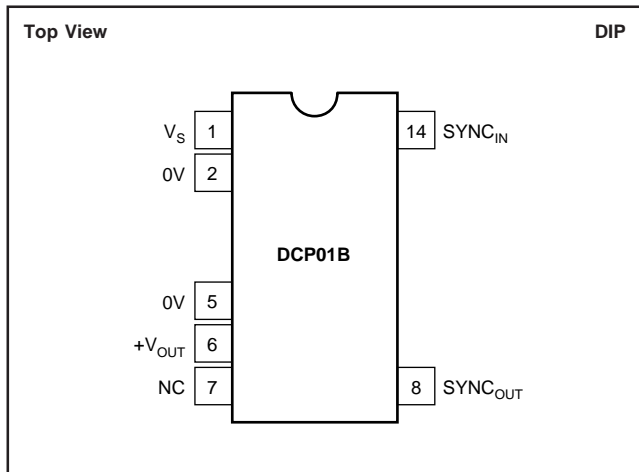 Top View DIP
V_S 1 14 SYNC_IN
0V 2
DCP01B
0V 5
+V_OUT 6
NC 7 8 SYNC_OUT